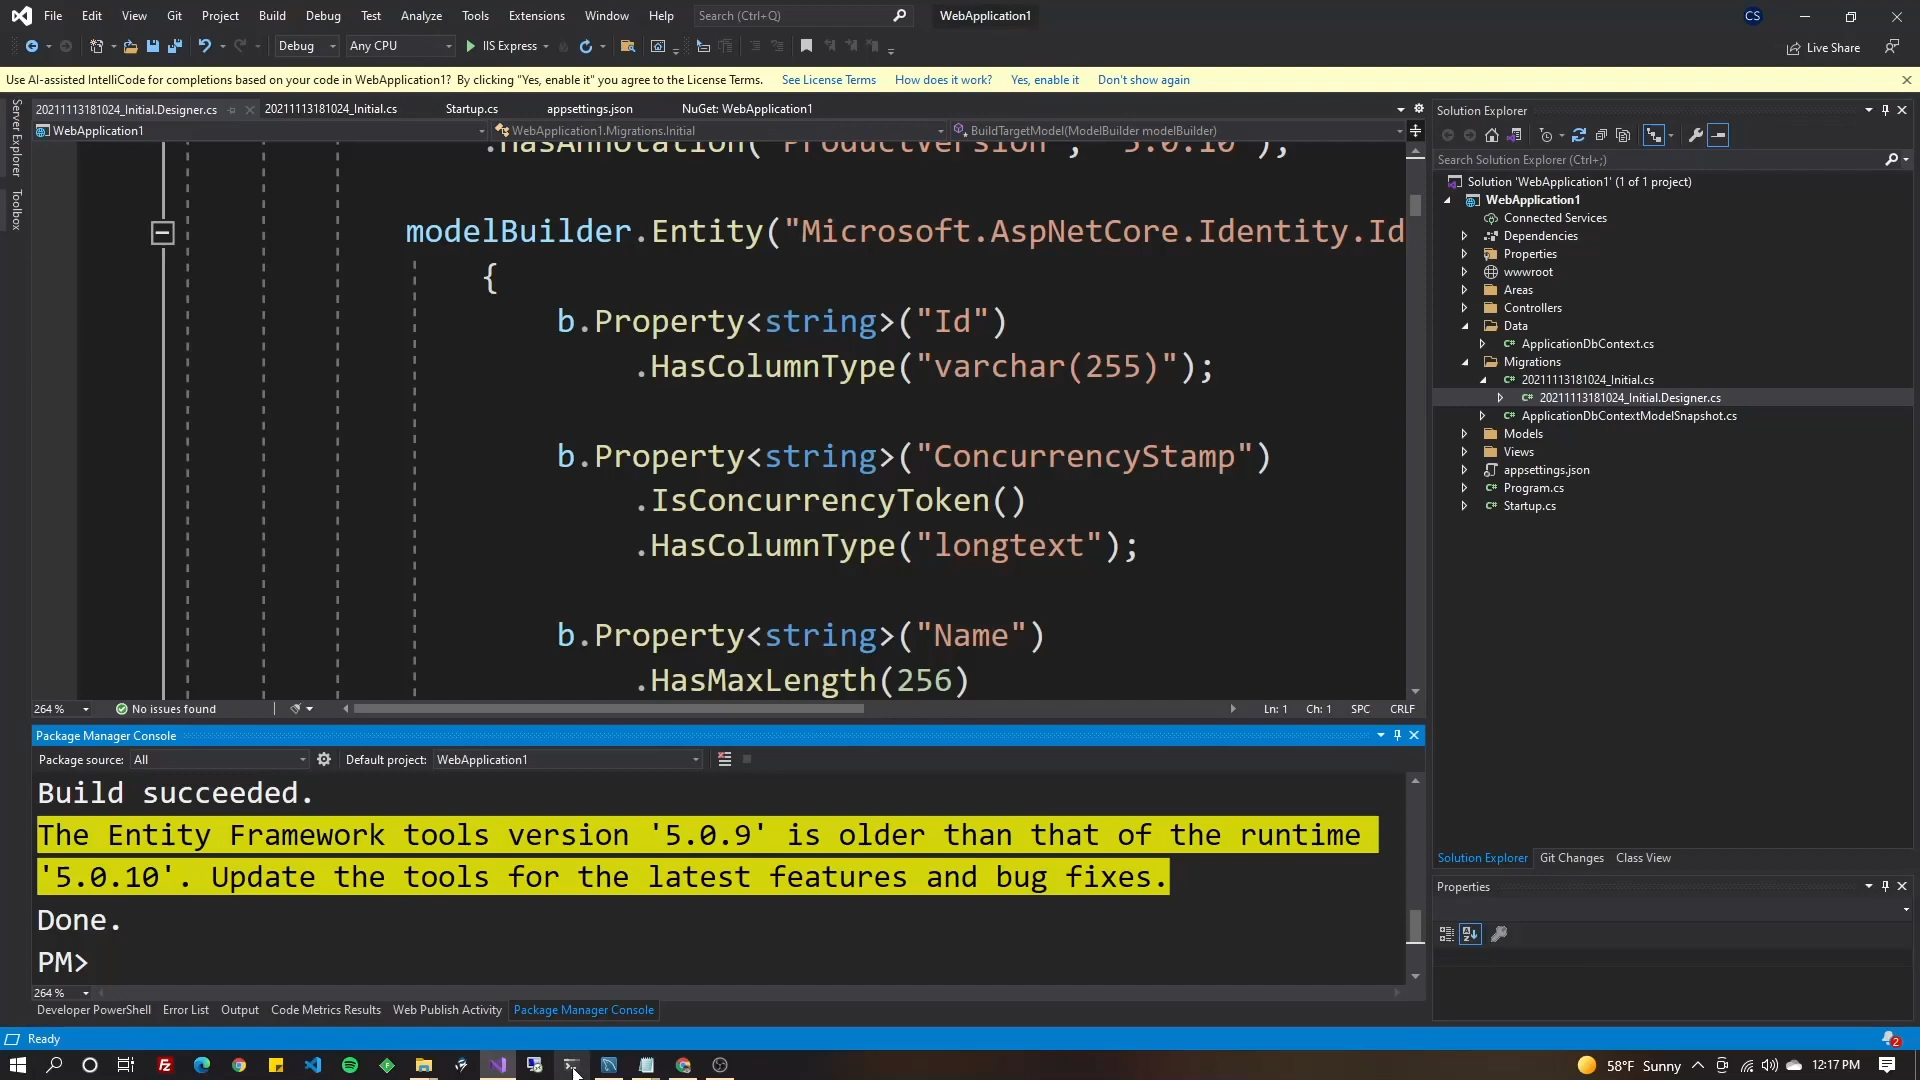 File Edit View Git Project Build Debug Test Analyze Tools Extensions Window Help Search (Ctrl+Q) WebApplication1 CS
Debug Any CPU IIS Express Live Share
Use AI-assisted IntelliCode for completions based on your code in WebApplication1? By clicking "Yes, enable it" you agree to the License Terms. See License Terms How does it work? Yes, enable it Don't show again
Server Explorer
Toolbox
20211113181024_Initial.Designer.cs 20211113181024_Initial.cs Startup.cs appsettings.json NuGet: WebApplication1
WebApplication1 WebApplication1.Migrations.Initial BuildTargetModel(ModelBuilder modelBuilder)
.HasAnnotation("ProductVersion", "5.0.10");
modelBuilder.Entity("Microsoft.AspNetCore.Identity.Id
{
b.Property<string>("Id")
.HasColumnType("varchar(255)");
b.Property<string>("ConcurrencyStamp")
.IsConcurrencyToken()
.HasColumnType("longtext");
b.Property<string>("Name")
.HasMaxLength(256)
264 % No issues found Ln: 1 Ch: 1 SPC CRLF
Package Manager Console
Package source: All Default project: WebApplication1
Build succeeded.
The Entity Framework tools version '5.0.9' is older than that of the runtime
'5.0.10'. Update the tools for the latest features and bug fixes.
Done.
PM>
264 %
Developer PowerShell Error List Output Code Metrics Results Web Publish Activity Package Manager Console
Solution Explorer
Search Solution Explorer (Ctrl+;)
Solution 'WebApplication1' (1 of 1 project)
WebApplication1
Connected Services
Dependencies
Properties
wwwroot
Areas
Controllers
Data
C# ApplicationDbContext.cs
Migrations
C# 20211113181024_Initial.cs
C# 20211113181024_Initial.Designer.cs
C# ApplicationDbContextModelSnapshot.cs
Models
Views
appsettings.json
C# Program.cs
C# Startup.cs
Solution Explorer Git Changes Class View
Properties
Ready 2
58°F Sunny 12:17 PM